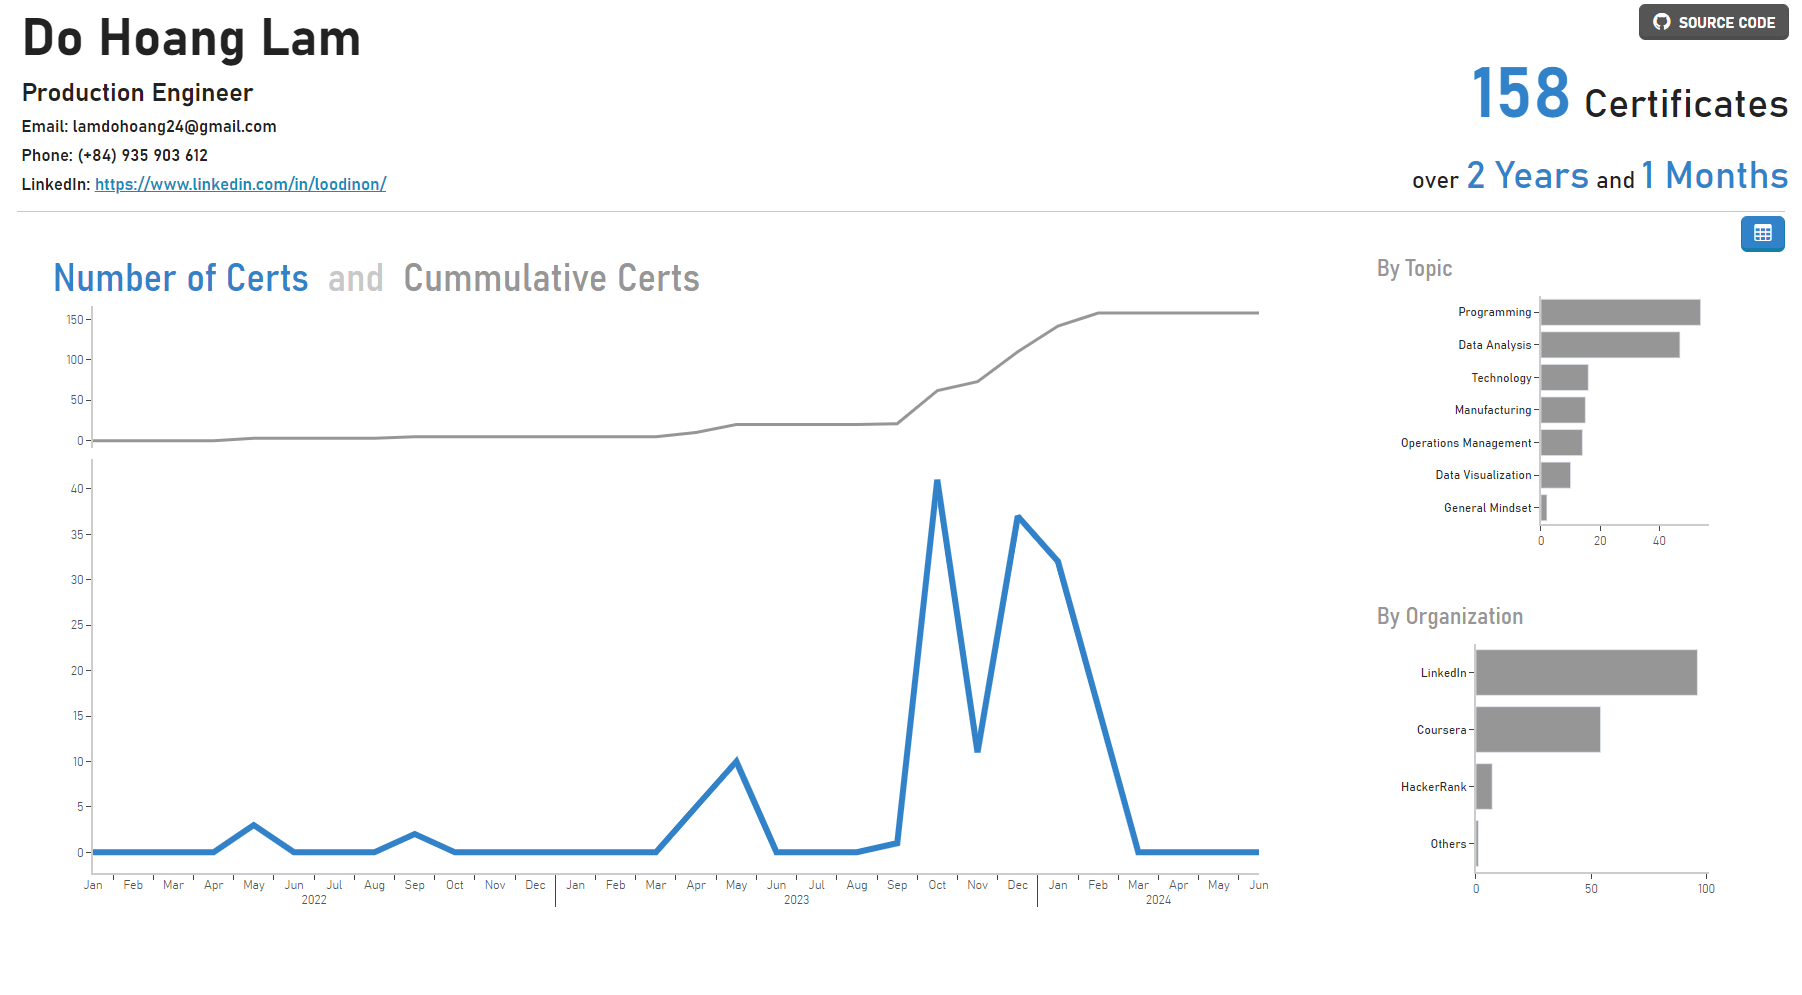 Do Hoang Lam
SOURCE CODE
Production Engineer
158 Certificates
Email: lamdohoang24@gmail.com
Phone: (+84) 935 903 612
LinkedIn: https://www.linkedin.com/in/loodinon/
over 2 Years and 1 Months
Number of Certs and Cummulative Certs
150
100
50
0
40
35
30
25
20
15
10
5
0
Jan Feb Mar Apr May Jun Jul Aug Sep Oct Nov Dec Jan Feb Mar Apr May Jun Jul Aug Sep Oct Nov Dec Jan Feb Mar Apr May Jun
2022 2023 2024
By Topic
Programming
Data Analysis
Technology
Manufacturing
Operations Management
Data Visualization
General Mindset
0 20 40
By Organization
LinkedIn
Coursera
HackerRank
Others
0 50 100